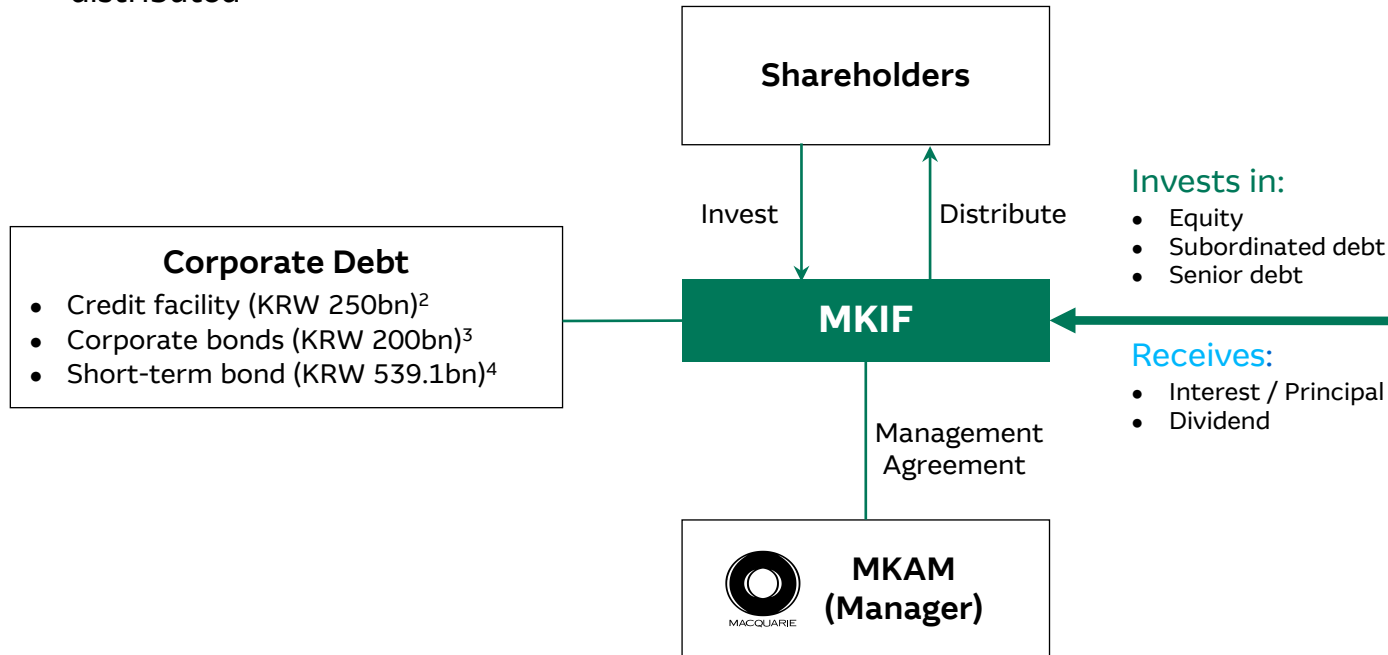 distributed
Shareholders
Invest
Distribute
Invests in:
• Equity
• Subordinated debt
• Senior debt
Corporate Debt
• Credit facility (KRW 250bn)²
• Corporate bonds (KRW 200bn)³
• Short-term bond (KRW 539.1bn)⁴
MKIF
Receives:
• Interest / Principal
• Dividend
Management
Agreement
MACQUARIE
MKAM
(Manager)